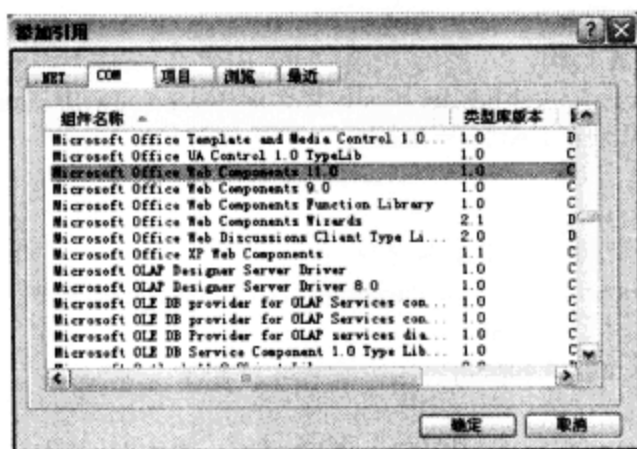 添加引用
.NET COM 项目 浏览 最近
组件名称 类型库版本
Microsoft Office Template and Media Control 1.0... 1.0 D
Microsoft Office UA Control 1.0 TypeLib 1.0 C
Microsoft Office Web Components 11.0 1.0 C
Microsoft Office Web Components 9.0 1.0 C
Microsoft Office Web Components Function Library 1.0 C
Microsoft Office Web Components Wizards 2.1 D
Microsoft Office Web Discussions Client Type Li... 2.0 D
Microsoft Office XP Web Components 1.1 C
Microsoft OLAP Designer Server Driver 1.0 C
Microsoft OLAP Designer Server Driver 8.0 1.0 C
Microsoft OLE DB provider for OLAP Services con... 1.0 C
Microsoft OLE DB provider for OLAP Services con... 1.0 C
Microsoft OLE DB Provider for OLAP services dia... 1.0 C
Microsoft OLE DB Service Component 1.0 Type Lib... 1.0 C
确定 取消